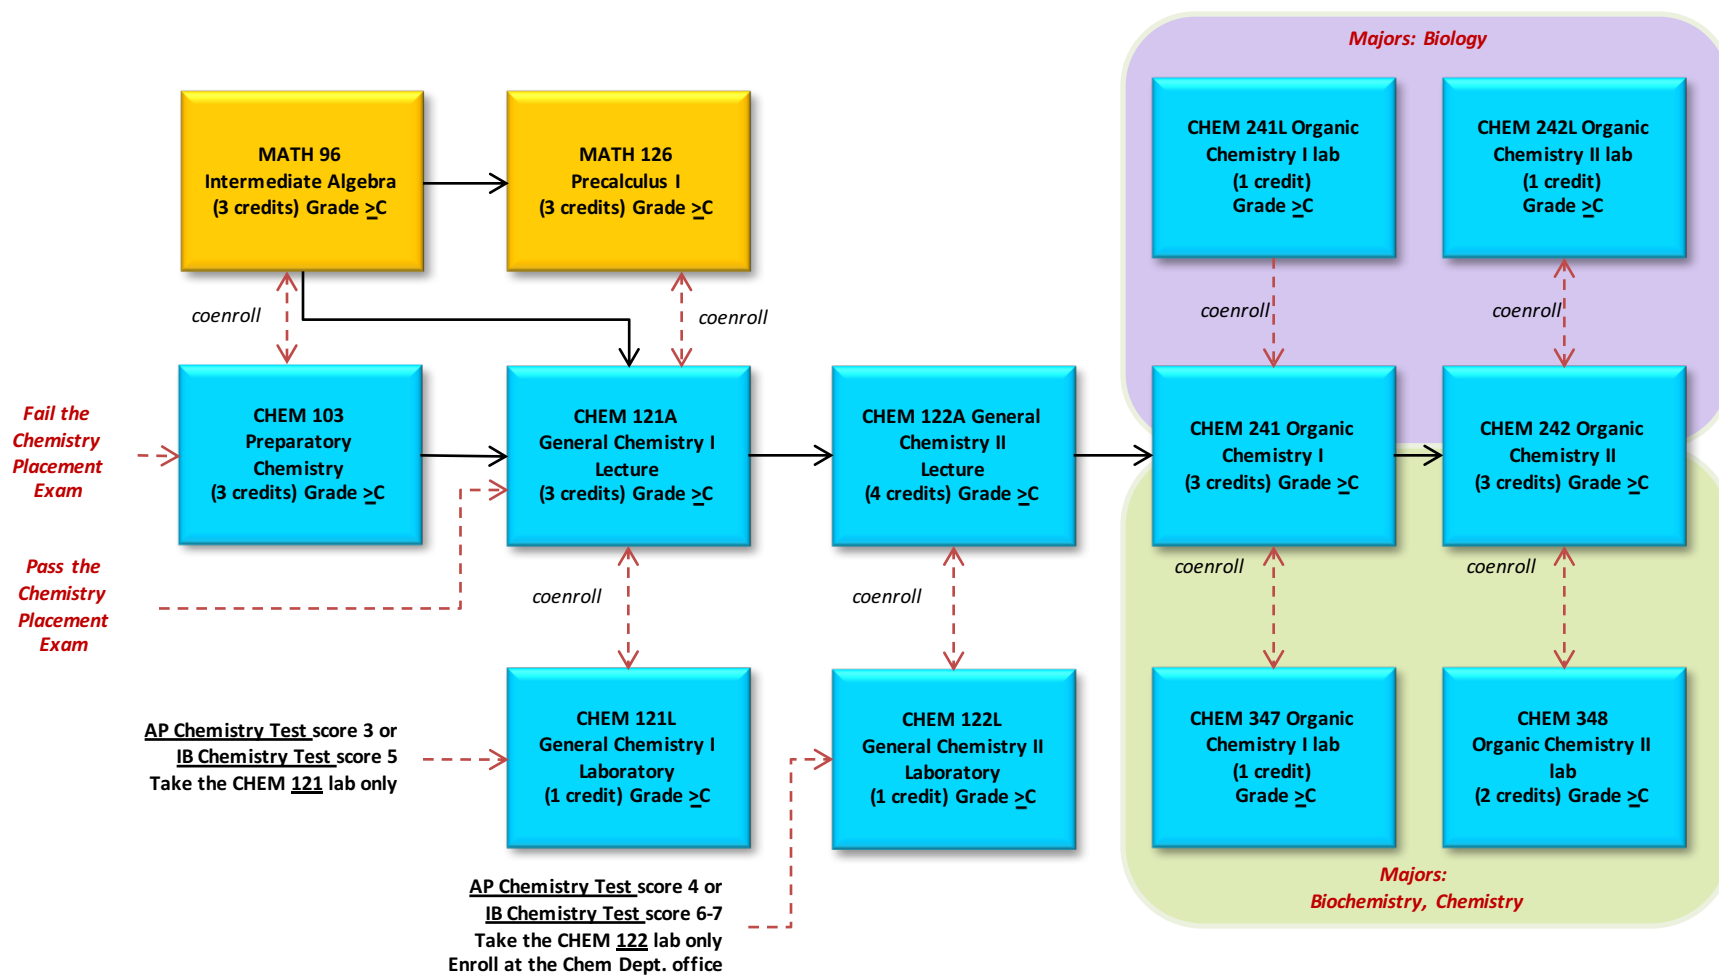 Majors: Biology
MATH 96
Intermediate Algebra
(3 credits) Grade >C
MATH 126
Precalculus I
(3 credits) Grade >C
CHEM 241L Organic
Chemistry I lab
(1 credit)
Grade >C
CHEM 242L Organic
Chemistry II lab
(1 credit)
Grade >C
coenroll
coenroll
coenroll
coenroll
Fail the
Chemistry
Placement
Exam
CHEM 103
Preparatory
Chemistry
(3 credits) Grade >C
CHEM 121A
General Chemistry I
Lecture
(3 credits) Grade >C
CHEM 122A General
Chemistry II
Lecture
(4 credits) Grade >C
CHEM 241 Organic
Chemistry I
(3 credits) Grade >C
CHEM 242 Organic
Chemistry II
(3 credits) Grade >C
Pass the
Chemistry
Placement
Exam
coenroll
coenroll
coenroll
coenroll
AP Chemistry Test score 3 or
IB Chemistry Test score 5
Take the CHEM 121 lab only
CHEM 121L
General Chemistry I
Laboratory
(1 credit) Grade >C
CHEM 122L
General Chemistry II
Laboratory
(1 credit) Grade >C
CHEM 347 Organic
Chemistry I lab
(1 credit)
Grade >C
CHEM 348
Organic Chemistry II
lab
(2 credits) Grade >C
AP Chemistry Test score 4 or
IB Chemistry Test score 6-7
Take the CHEM 122 lab only
Enroll at the Chem Dept. office
Majors:
Biochemistry, Chemistry